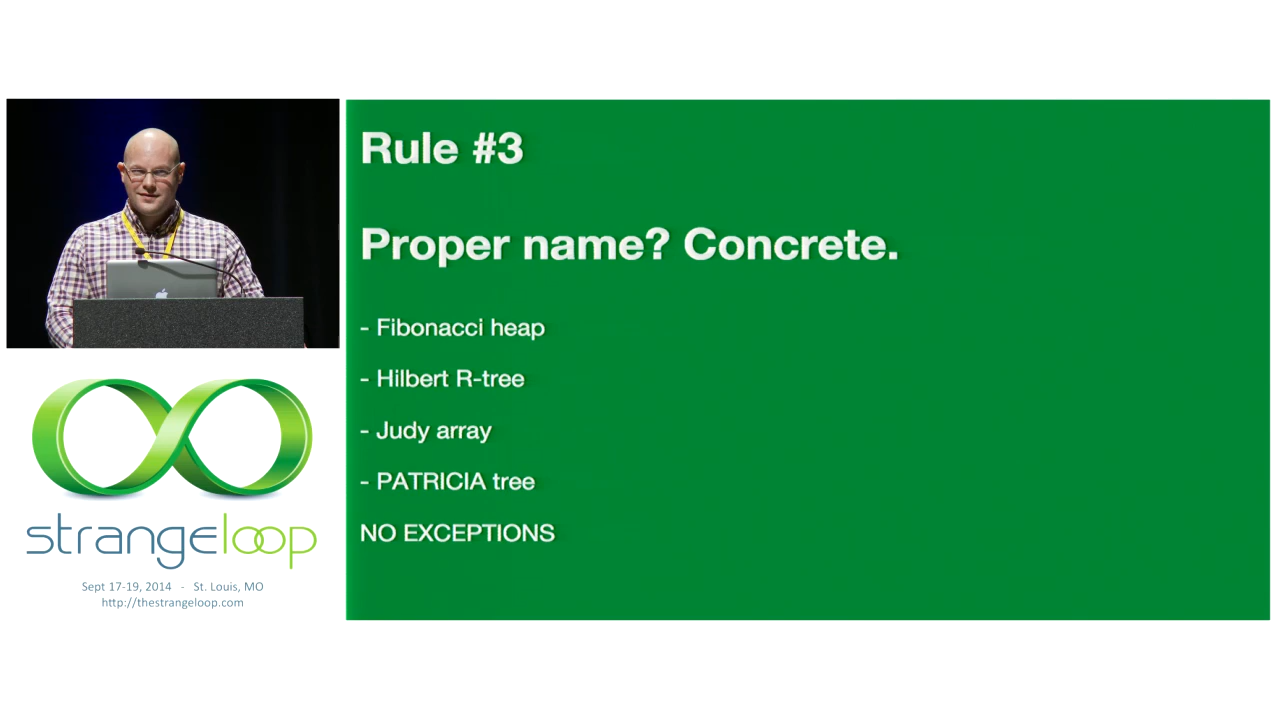 Rule #3
Proper name? Concrete.
- Fibonacci heap
- Hilbert R-tree
- Judy array
- PATRICIA tree
NO EXCEPTIONS
strangeloop
Sept 17-19, 2014 - St. Louis, MO
http://thestrangeloop.com